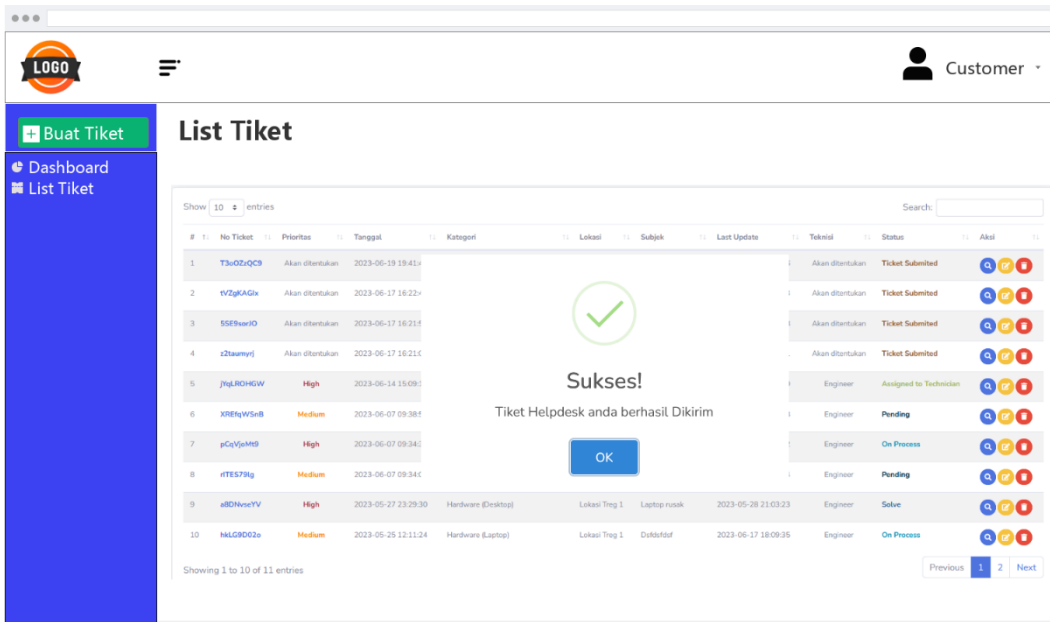 LOGO
Customer
Buat Tiket
List Tiket
Dashboard
List Tiket
Show 10 entries
Search:
# No Ticket Prioritas Tanggal Kategori Lokasi Subjek Last Update Teknisi Status Aksi
1 Akan ditentukan 2023-06-19 19:41: Akan ditentukan Ticket Submited
2 tVZgKAGIx Akan ditentukan 2023-06-17 16:22: Akan ditentukan Ticket Submited
3 5SE9sorJO Akan ditentukan 2023-06-17 16:21: Akan ditentukan Ticket Submited
4 z2taumyrj Akan ditentukan 2023-06-17 16:21: Akan ditentukan Ticket Submited
5 jYqLROHGW High 2023-06-14 15:09: Engineer Assigned to Technician
6 XREfqWSnB Medium 2023-06-07 09:38: Engineer Pending
7 pCqVjeMt9 High 2023-06-07 09:34: Engineer On Process
8 rITES79lg Medium 2023-06-07 09:34: Engineer Pending
9 aBDNvseYV High 2023-05-27 23:29:30 Hardware (Desktop) Lokasi Treg 1 Laptop rusak 2023-05-28 21:03:23 Engineer Solve
10 hkLG9D02o Medium 2023-05-25 12:11:24 Hardware (Laptop) Lokasi Treg 1 Dsfdsfdsf 2023-06-17 18:09:35 Engineer On Process
Sukses!
Tiket Helpdesk anda berhasil Dikirim
OK
Showing 1 to 10 of 11 entries
Previous 1 2 Next